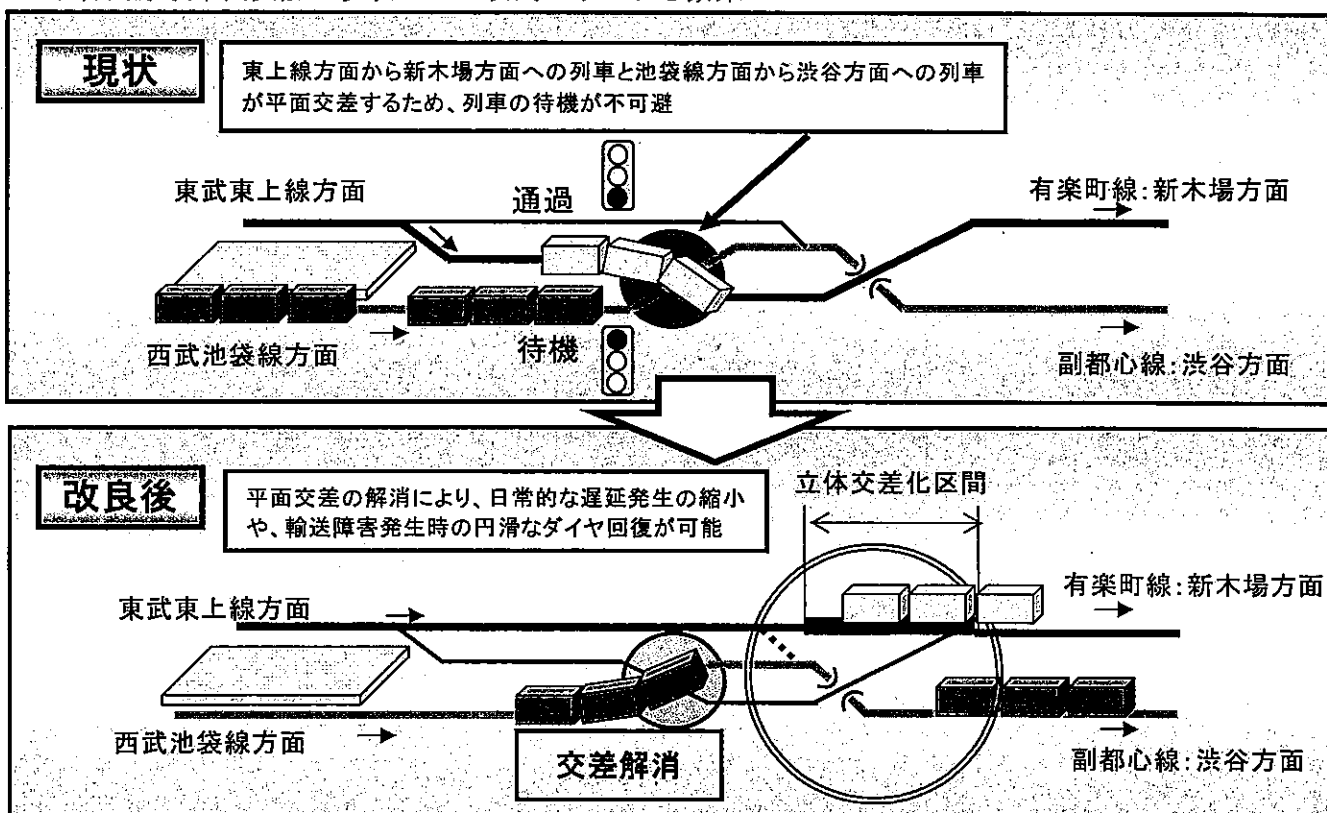 現状
東上線方面から新木場方面への列車と池袋線方面から渋谷方面への列車
が平面交差するため、列車の待機が不可避
東武東上線方面
通過
有楽町線:新木場方面
西武池袋線方面
待機
副都心線:渋谷方面
改良後
平面交差の解消により、日常的な遅延発生の縮小
や、輸送障害発生時の円滑なダイヤ回復が可能
立体交差化区間
東武東上線方面
有楽町線:新木場方面
西武池袋線方面
交差解消
副都心線:渋谷方面